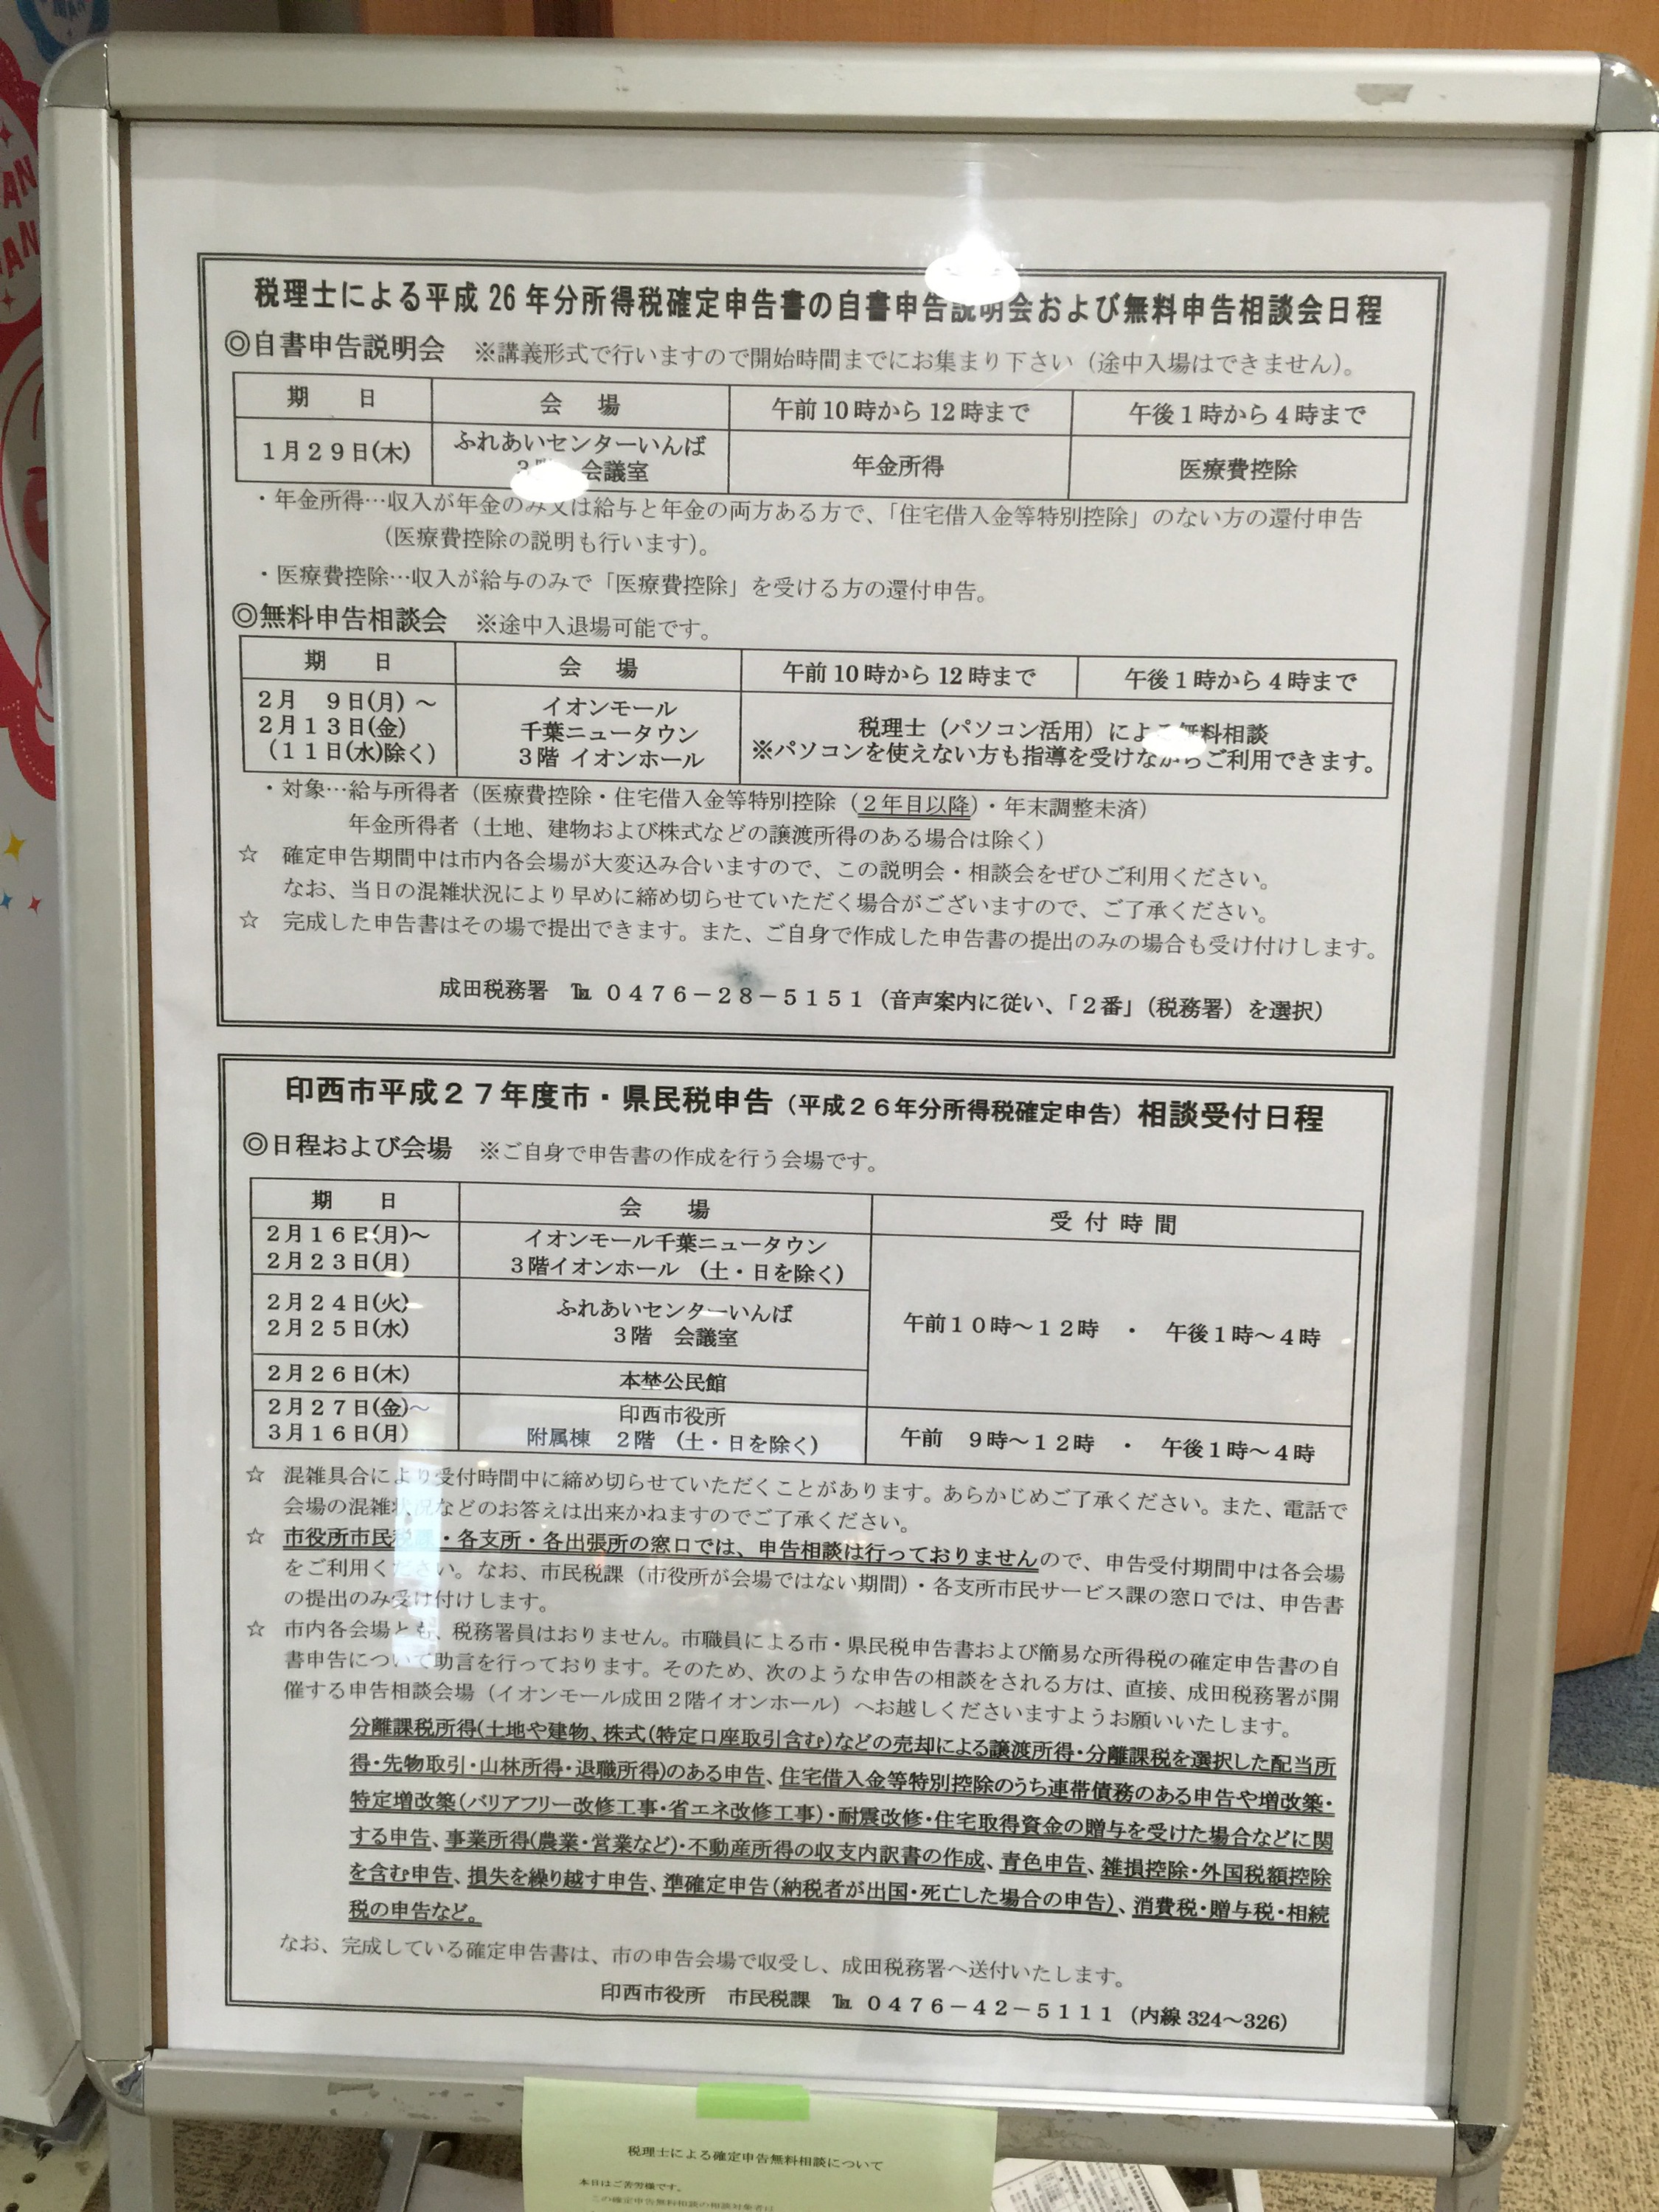 税理士による平成 26 年分所得税確定申告書の自書申告説明会および無料申告相談会日程
◎自書申告説明会　※講義形式で行いますので開始時間までにお集まり下さい（途中入場はできません）。
期　日　会　場　午前 10 時から 12 時まで　午後 1 時から 4 時まで
1月29日(木)　ふれあいセンターいんば　年金所得　医療費控除
3階　会議室
・年金所得…収入が年金のみ又は給与と年金の両方ある方で、「住宅借入金等特別控除」のない方の還付申告
（医療費控除の説明も行います）。
・医療費控除…収入が給与のみで「医療費控除」を受ける方の還付申告。
◎無料申告相談会　※途中入退場可能です。
期　日　会　場　午前 10 時から 12 時まで　午後 1 時から 4 時まで
2月　9日(月)～　イオンモール
2月13日(金)　千葉ニュータウン　税理士（パソコン活用）による無料相談
（11日(水)除く）　3階 イオンホール　※パソコンを使えない方も指導を受けながらご利用できます。
・対象…給与所得者（医療費控除・住宅借入金等特別控除（2年目以降）・年末調整未済）
年金所得者（土地、建物および株式などの譲渡所得のある場合は除く）
☆　確定申告期間中は市内各会場が大変込み合いますので、この説明会・相談会をぜひご利用ください。
なお、当日の混雑状況により早めに締め切らせていただく場合がございますので、ご了承ください。
☆　完成した申告書はその場で提出できます。また、ご自身で作成した申告書の提出のみの場合も受け付けします。
成田税務署　℡ 0476－28－5151（音声案内に従い、「2番」（税務署）を選択）
印西市平成27年度市・県民税申告（平成26年分所得税確定申告）相談受付日程
◎日程および会場　※ご自身で申告書の作成を行う会場です。
期　日　会　場　受付時間
2月16日(月)～　イオンモール千葉ニュータウン
2月23日(月)　3階イオンホール　（土・日を除く）
2月24日(火)　ふれあいセンターいんば
2月25日(水)　3階　会議室　午前10時～12時　・　午後1時～4時
2月26日(木)　本埜公民館
2月27日(金)～　印西市役所
3月16日(月)　附属棟　2階　（土・日を除く）　午前　9時～12時　・　午後1時～4時
☆　混雑具合により受付時間中に締め切らせていただくことがあります。あらかじめご了承ください。また、電話で
会場の混雑状況などのお答えは出来かねますのでご了承ください。
☆　市役所市民税課・各支所・各出張所の窓口では、申告相談は行っておりませんので、申告受付期間中は各会場
をご利用ください。なお、市民税課（市役所が会場ではない期間）・各支所市民サービス課の窓口では、申告書
の提出のみ受け付けします。
☆　市内各会場とも、税務署員はおりません。市職員による市・県民税申告書および簡易な所得税の確定申告書の自
書申告について助言を行っております。そのため、次のような申告の相談をされる方は、直接、成田税務署が開
催する申告相談会場（イオンモール成田2階イオンホール）へお越しくださいますようお願いいたします。
分離課税所得(土地や建物、株式(特定口座取引含む)などの売却による譲渡所得・分離課税を選択した配当所
得・先物取引・山林所得・退職所得)のある申告、住宅借入金等特別控除のうち連帯債務のある申告や増改築・
特定増改築(バリアフリー改修工事・省エネ改修工事)・耐震改修・住宅取得資金の贈与を受けた場合などに関
する申告、事業所得(農業・営業など)・不動産所得の収支内訳書の作成、青色申告、雑損控除・外国税額控除
を含む申告、損失を繰り越す申告、準確定申告(納税者が出国・死亡した場合の申告)、消費税・贈与税・相続
税の申告など。
なお、完成している確定申告書は、市の申告会場で収受し、成田税務署へ送付いたします。
印西市役所　市民税課　℡ 0476－42－5111（内線 324～326）
税理士による確定申告無料相談について
本日はご苦労様です。
この確定申告無料相談の相談対象者は